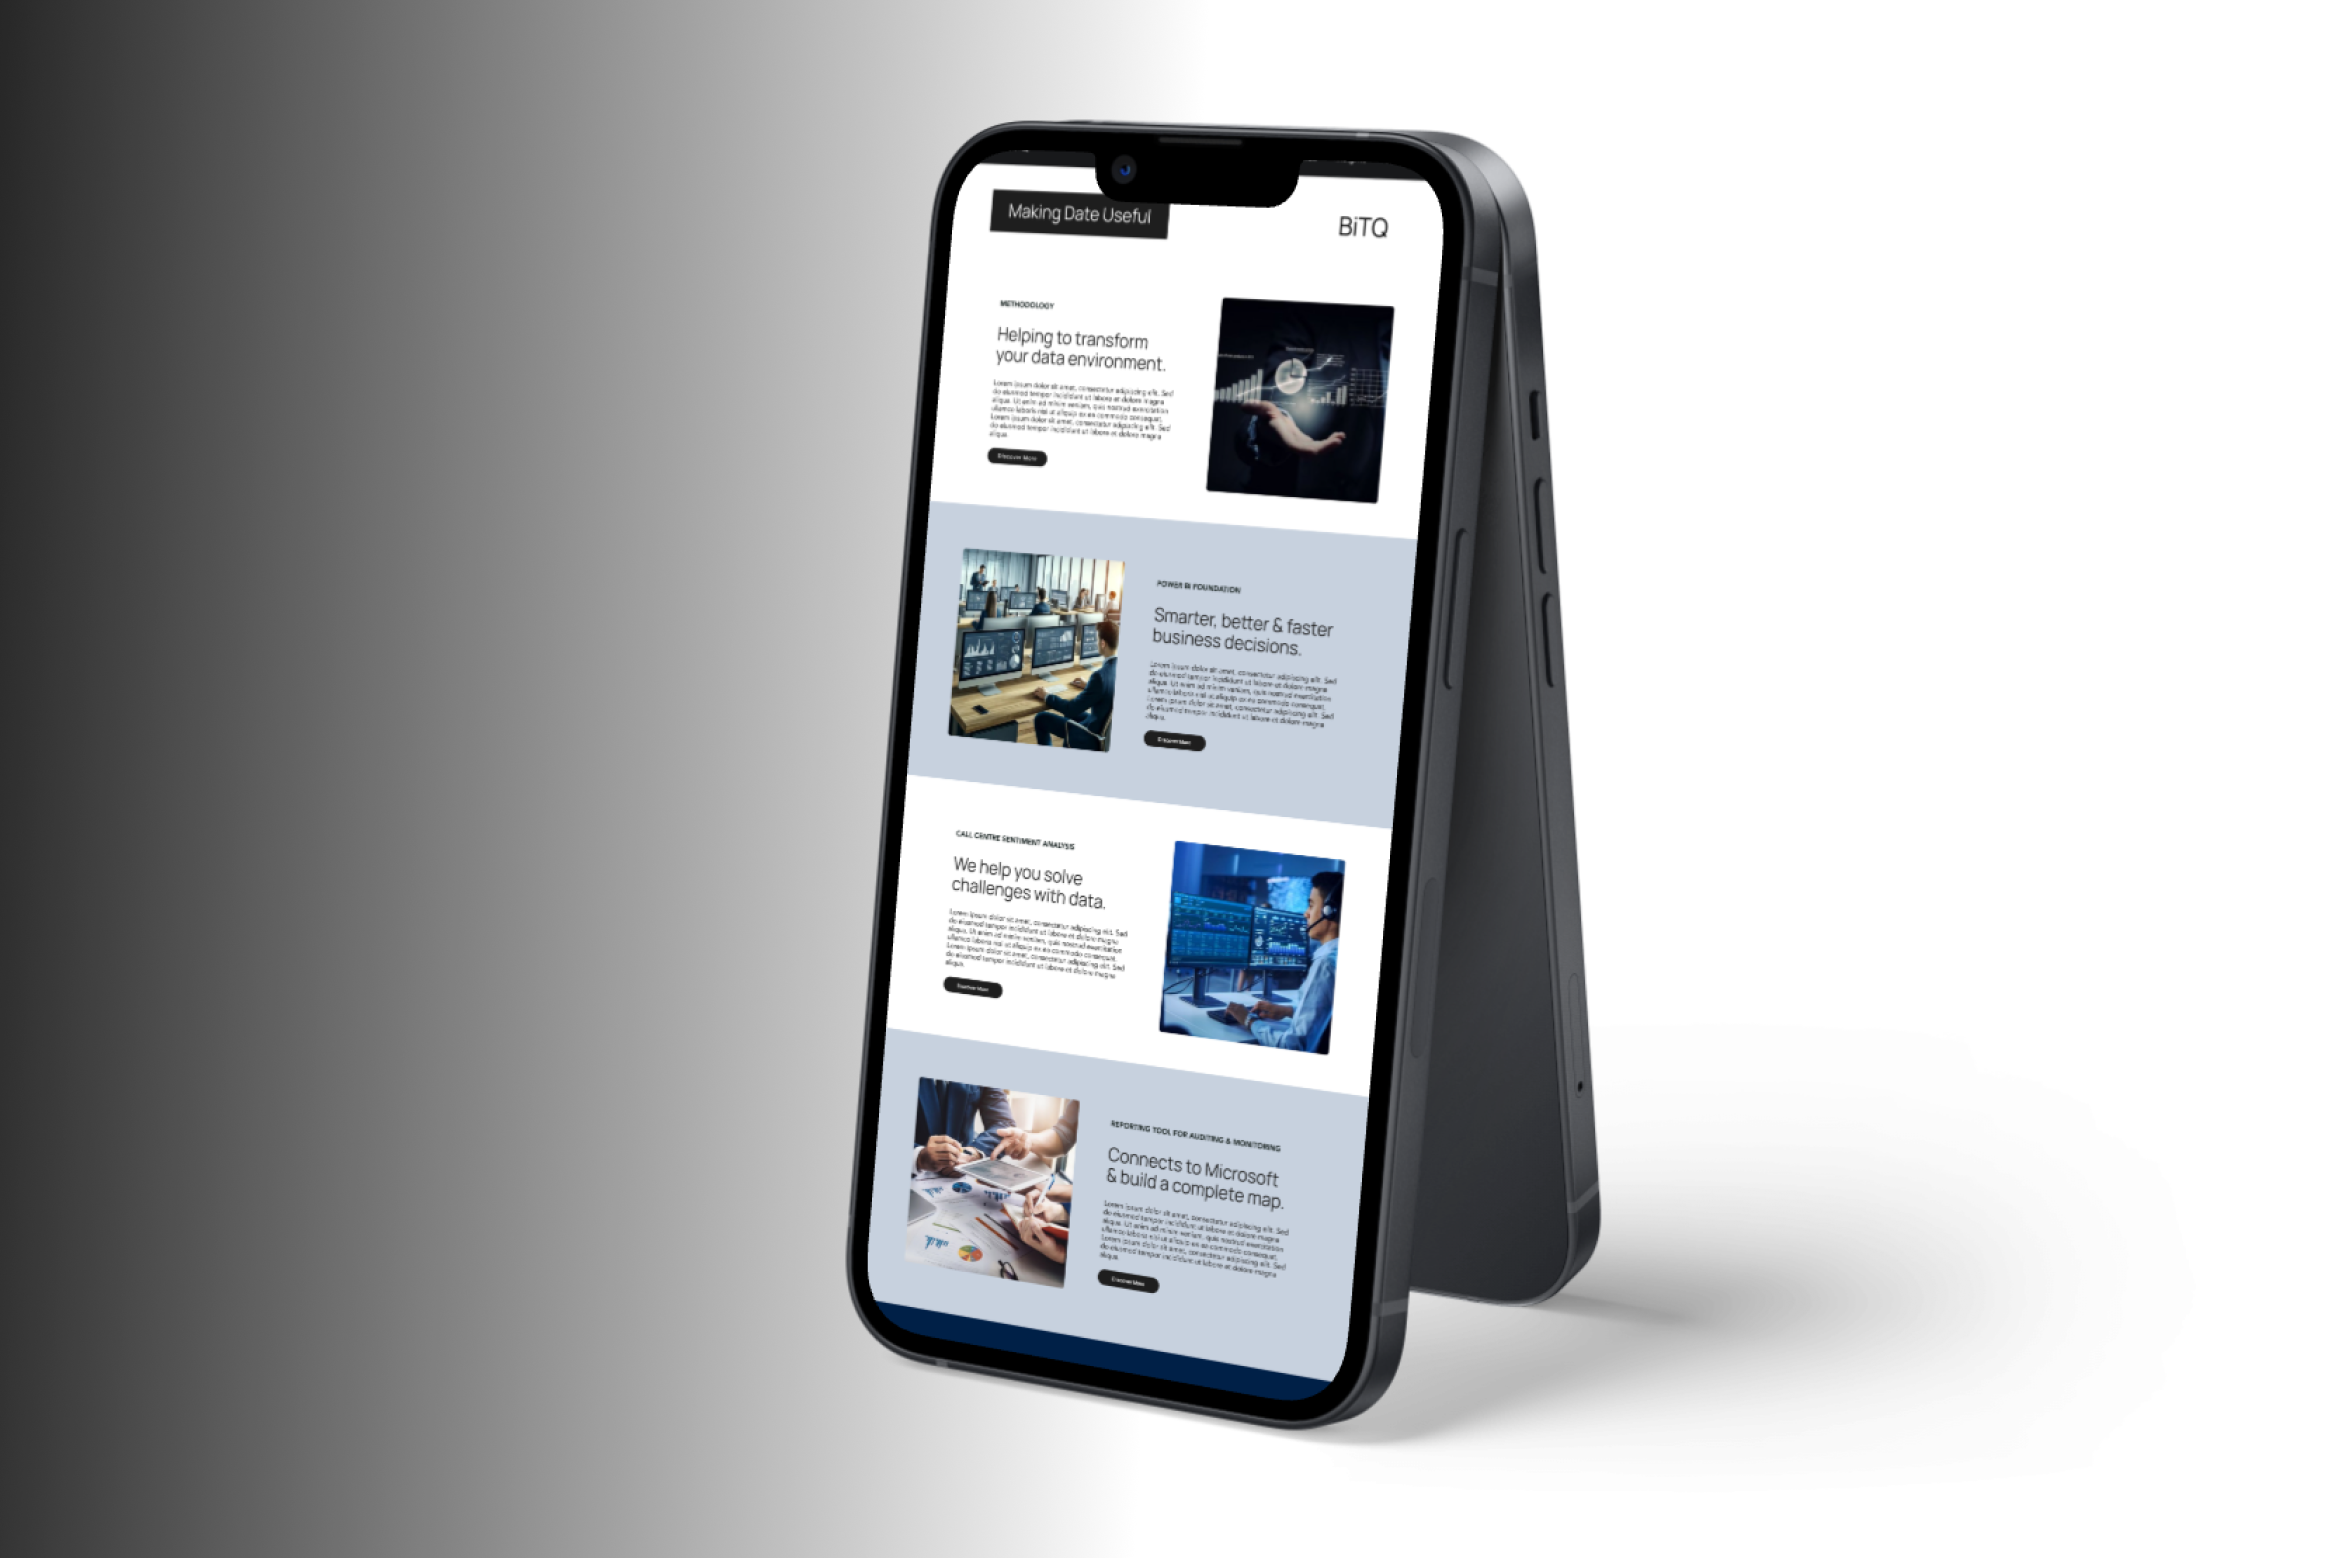 Making Date Useful
BiTQ
METHODOLOGY
Helping to transform
your data environment.
Lorem ipsum dolor sit amet, consectetur adipiscing elit. Sed
do eiusmod tempor incididunt ut labore et dolore magna
aliqua. Ut enim ad minim veniam, quis nostrud exercitation
ullamco laboris nisi ut aliquip ex ea commodo consequat.
Lorem ipsum dolor sit amet, consectetur adipiscing elit. Sed
do eiusmod tempor incididunt ut labore et dolore magna
aliqua.
Discover More
POWER BI FOUNDATION
Smarter, better & faster
business decisions.
Lorem ipsum dolor sit amet, consectetur adipiscing elit. Sed
do eiusmod tempor incididunt ut labore et dolore magna
aliqua. Ut enim ad minim veniam, quis nostrud exercitation
ullamco laboris nisi ut aliquip ex ea commodo consequat.
Lorem ipsum dolor sit amet, consectetur adipiscing elit. Sed
do eiusmod tempor incididunt ut labore et dolore magna
aliqua.
Discover More
CALL CENTRE SENTIMENT ANALYSIS
We help you solve
challenges with data.
Lorem ipsum dolor sit amet, consectetur adipiscing elit. Sed
do eiusmod tempor incididunt ut labore et dolore magna
aliqua. Ut enim ad minim veniam, quis nostrud exercitation
ullamco laboris nisi ut aliquip ex ea commodo consequat.
Lorem ipsum dolor sit amet, consectetur adipiscing elit. Sed
do eiusmod tempor incididunt ut labore et dolore magna
aliqua.
Discover More
REPORTING TOOL FOR AUDITING & MONITORING
Connects to Microsoft
& build a complete map.
Lorem ipsum dolor sit amet, consectetur adipiscing elit. Sed
do eiusmod tempor incididunt ut labore et dolore magna
aliqua. Ut enim ad minim veniam, quis nostrud exercitation
ullamco laboris nisi ut aliquip ex ea commodo consequat.
Lorem ipsum dolor sit amet, consectetur adipiscing elit. Sed
do eiusmod tempor incididunt ut labore et dolore magna
aliqua.
Discover More